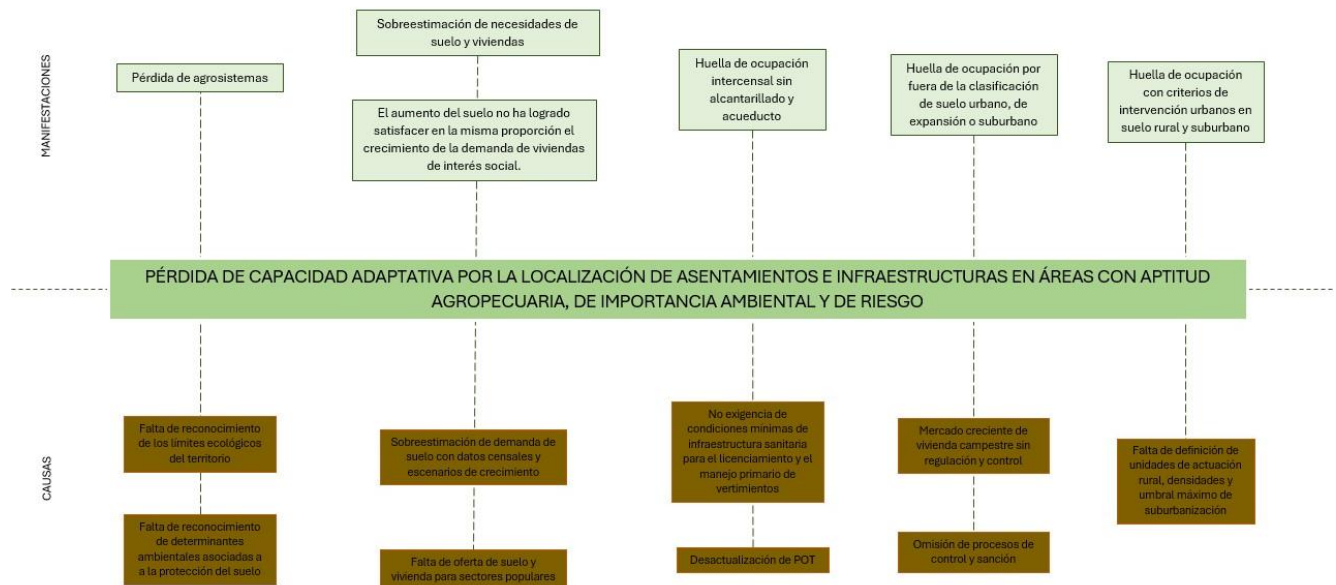 MANIFESTACIONES
Pérdida de agrosistemas
Sobreestimación de necesidades de
suelo y viviendas
El aumento del suelo no ha logrado
satisfacer en la misma proporción el
crecimiento de la demanda de viviendas
de interés social.
Huella de ocupación
intercensal sin
alcantarillado y
acueducto
Huella de ocupación por
fuera de la clasificación
de suelo urbano, de
expansión o suburbano
Huella de ocupación
con criterios de
intervención urbanos en
suelo rural y suburbano
PÉRDIDA DE CAPACIDAD ADAPTATIVA POR LA LOCALIZACIÓN DE ASENTAMIENTOS E INFRAESTRUCTURAS EN ÁREAS CON APTITUD
AGROPECUARIA, DE IMPORTANCIA AMBIENTAL Y DE RIESGO
CAUSAS
Falta de reconocimiento
de los límites ecológicos
del territorio
Falta de reconocimiento
de determinantes
ambientales asociadas a
a la protección del suelo
Sobreestimación de demanda de
suelo con datos censales y
escenarios de crecimiento
Falta de oferta de suelo y
vivienda para sectores populares
No exigencia de
condiciones mínimas de
infraestructura sanitaria
para el licenciamiento y el
manejo primario de
vertimientos
Desactualización de POT
Mercado creciente de
vivienda campestre sin
regulación y control
Omisión de procesos de
control y sanción
Falta de definición de
unidades de actuación
rural, densidades y
umbral máximo de
suburbanización